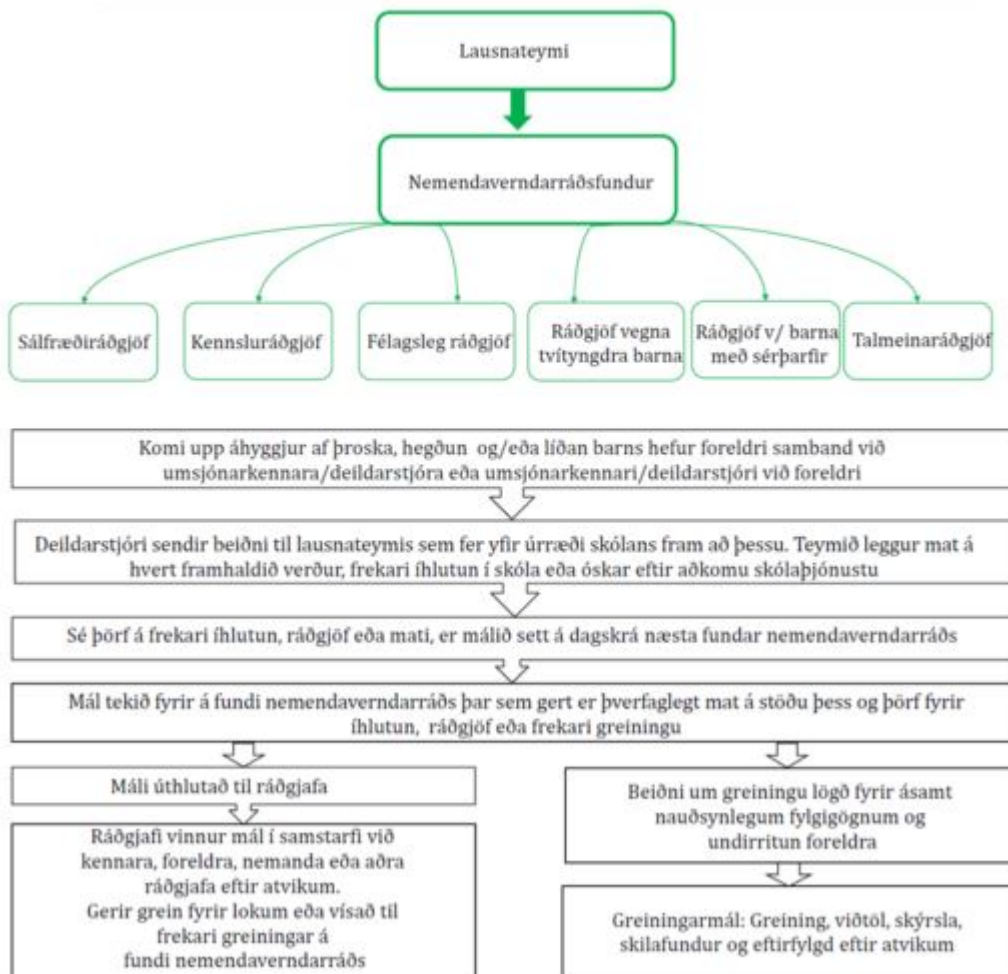 Lausnateymi
Nemendaverndarráðsfundur
Sálfræðiráðgjöf
Kennsluráðgjöf
Félagsleg ráðgjöf
Ráðgjöf vegna
tvítyngdra barna
Ráðgjöf v/ barna
með sérþarfir
Talmeinaráðgjöf
Komi upp áhyggjur af þroska, hegðun og/eða líðan barns hefur foreldri samband við
umsjónarkennara/deildarstjóra eða umsjónarkennari/deildarstjóri við foreldri
Deildarstjóri sendir beiðni til lausnateymis sem fer yfir úrræði skólans fram að þessu. Teymið leggur mat á
hvert framhaldið verður, frekari íhlutun í skóla eða óskar eftir aðkomu skólaþjónustu
Sé þörf á frekari íhlutun, ráðgjöf eða mati, er málið sett á dagskrá næsta fundar nemendaverndarráðs
Mál tekið fyrir á fundi nemendaverndarráðs þar sem gert er þverfaglegt mat á stöðu þess og þörf fyrir
íhlutun, ráðgjöf eða frekari greiningu
Máli úthlutað til ráðgjafa
Ráðgjafi vinnur mál í samstarfi við
kennara, foreldra, nemanda eða aðra
ráðgjafa eftir atvikum.
Gerir grein fyrir lokum eða vísað til
frekari greiningar á
fundi nemendaverndarráðs
Beiðni um greiningu lögð fyrir ásamt
nauðsynlegum fylgigögnum og
undirritun foreldra
Greiningarmál: Greining, viðtöl, skýrsla,
skilafundur og eftirfylgd eftir atvikum